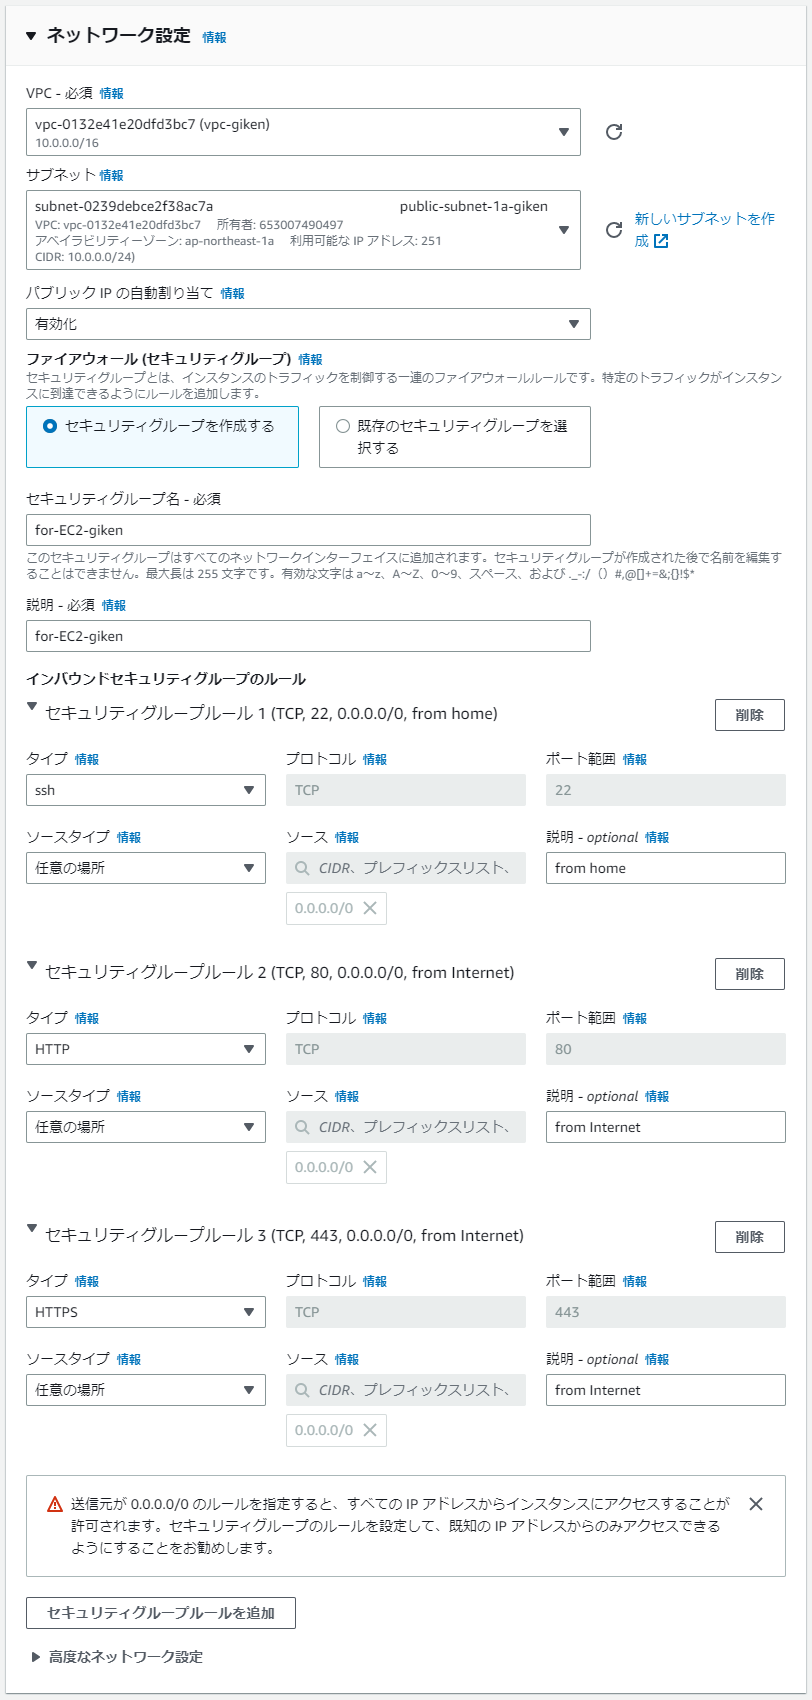 ネットワーク設定 情報
VPC - 必須 情報
vpc-0132e41e20dfd3bc7 (vpc-giken)
10.0.0.0/16
サブネット 情報
subnet-0239debce2f38ac7a public-subnet-1a-giken
VPC: vpc-0132e41e20dfd3bc7 所有者: 653007490497
アベイラビリティーゾーン: ap-northeast-1a 利用可能な IP アドレス: 251
CIDR: 10.0.0.0/24)
新しいサブネットを作
成
パブリック IP の自動割り当て 情報
有効化
ファイアウォール (セキュリティグループ) 情報
セキュリティグループとは、インスタンスのトラフィックを制御する一連のファイアウォールルールです。特定のトラフィックがインスタン
スに到達できるようにルールを追加します。
セキュリティグループを作成する
既存のセキュリティグループを選
択する
セキュリティグループ名 - 必須
for-EC2-giken
このセキュリティグループはすべてのネットワークインターフェイスに追加されます。セキュリティグループが作成された後で名前を編集す
ることはできません。最大長は 255 文字です。有効な文字は a～z、A～Z、0～9、スペース、および ._-:/（）#,@[]+=&;{}!$*
説明 - 必須 情報
for-EC2-giken
インバウンドセキュリティグループのルール
セキュリティグループルール 1 (TCP, 22, 0.0.0.0/0, from home) 削除
タイプ 情報 プロトコル 情報 ポート範囲 情報
ssh TCP 22
ソースタイプ 情報 ソース 情報 説明 - optional 情報
任意の場所 CIDR、プレフィックスリスト、 from home
0.0.0.0/0
セキュリティグループルール 2 (TCP, 80, 0.0.0.0/0, from Internet) 削除
タイプ 情報 プロトコル 情報 ポート範囲 情報
HTTP TCP 80
ソースタイプ 情報 ソース 情報 説明 - optional 情報
任意の場所 CIDR、プレフィックスリスト、 from Internet
0.0.0.0/0
セキュリティグループルール 3 (TCP, 443, 0.0.0.0/0, from Internet) 削除
タイプ 情報 プロトコル 情報 ポート範囲 情報
HTTPS TCP 443
ソースタイプ 情報 ソース 情報 説明 - optional 情報
任意の場所 CIDR、プレフィックスリスト、 from Internet
0.0.0.0/0
送信元が 0.0.0.0/0 のルールを指定すると、すべての IP アドレスからインスタンスにアクセスすることが
許可されます。セキュリティグループのルールを設定して、既知の IP アドレスからのみアクセスできる
ようにすることをお勧めします。
セキュリティグループルールを追加
高度なネットワーク設定